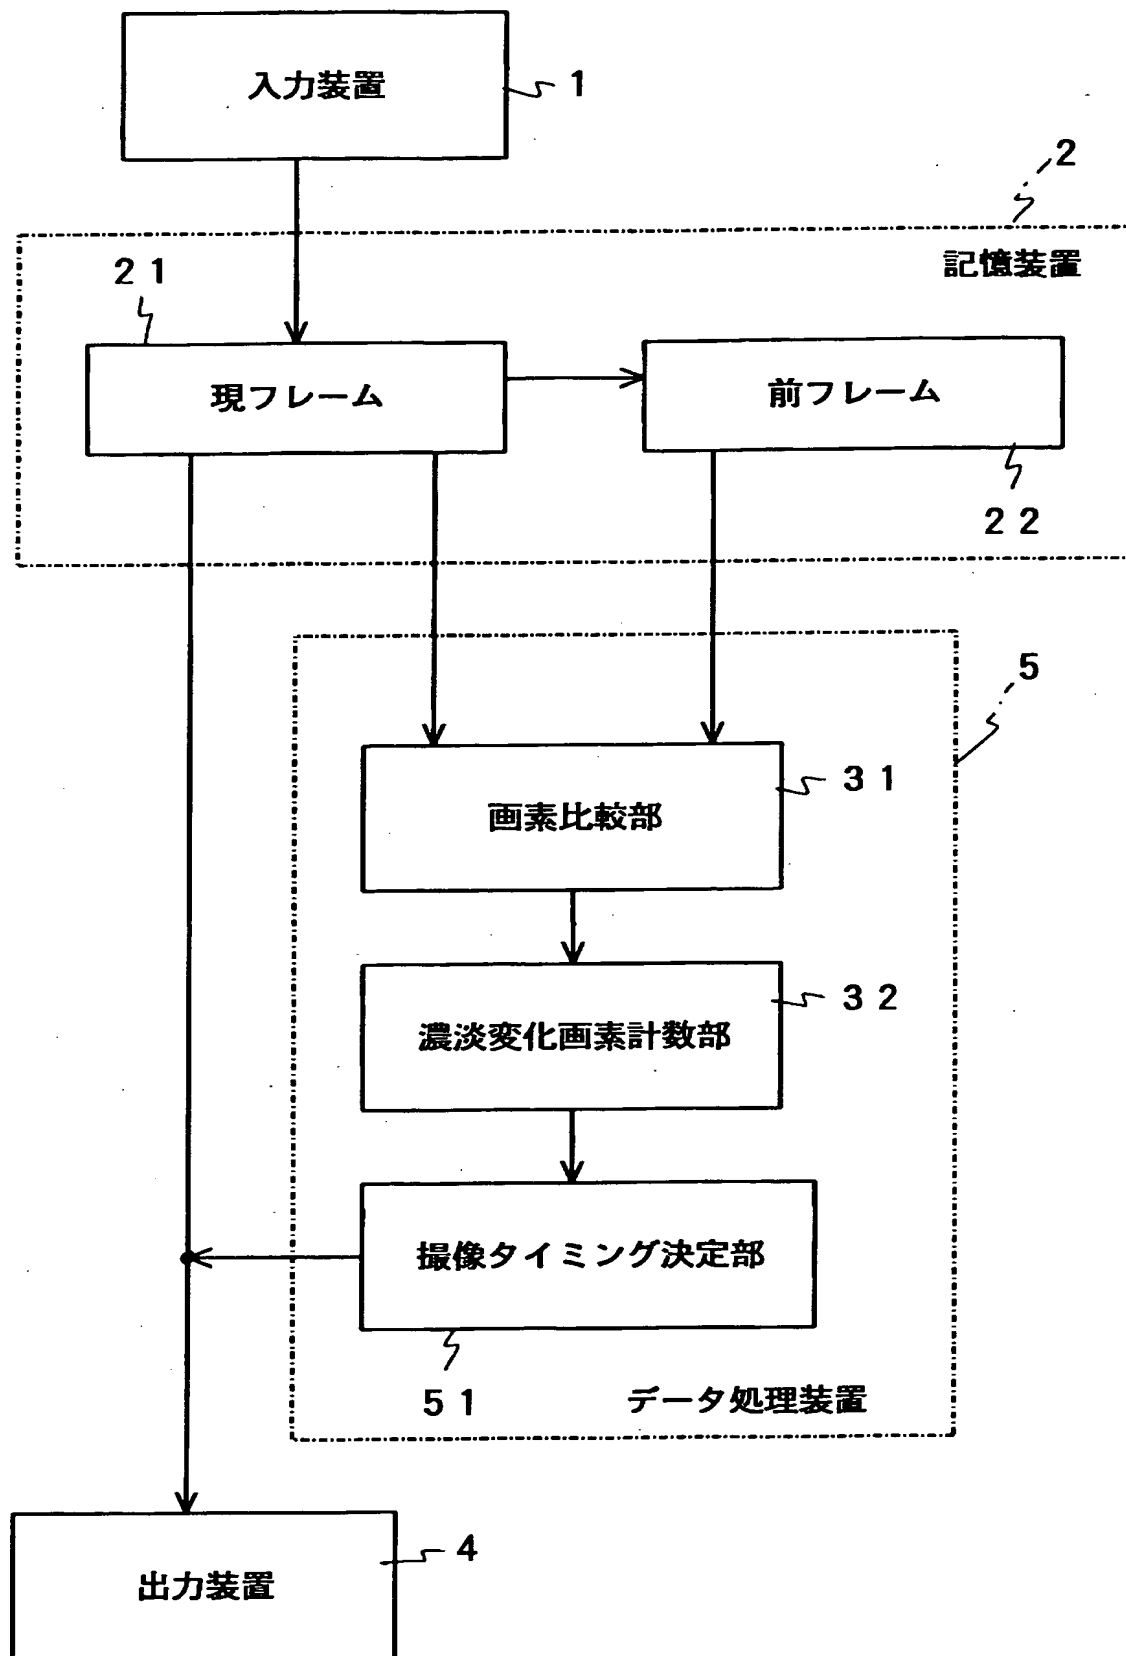 入力装置
1
2
記憶装置
21
現フレーム
前フレーム
22
5
31
画素比較部
32
濃淡変化画素計数部
撮像タイミング決定部
51
データ処理装置
4
出力装置